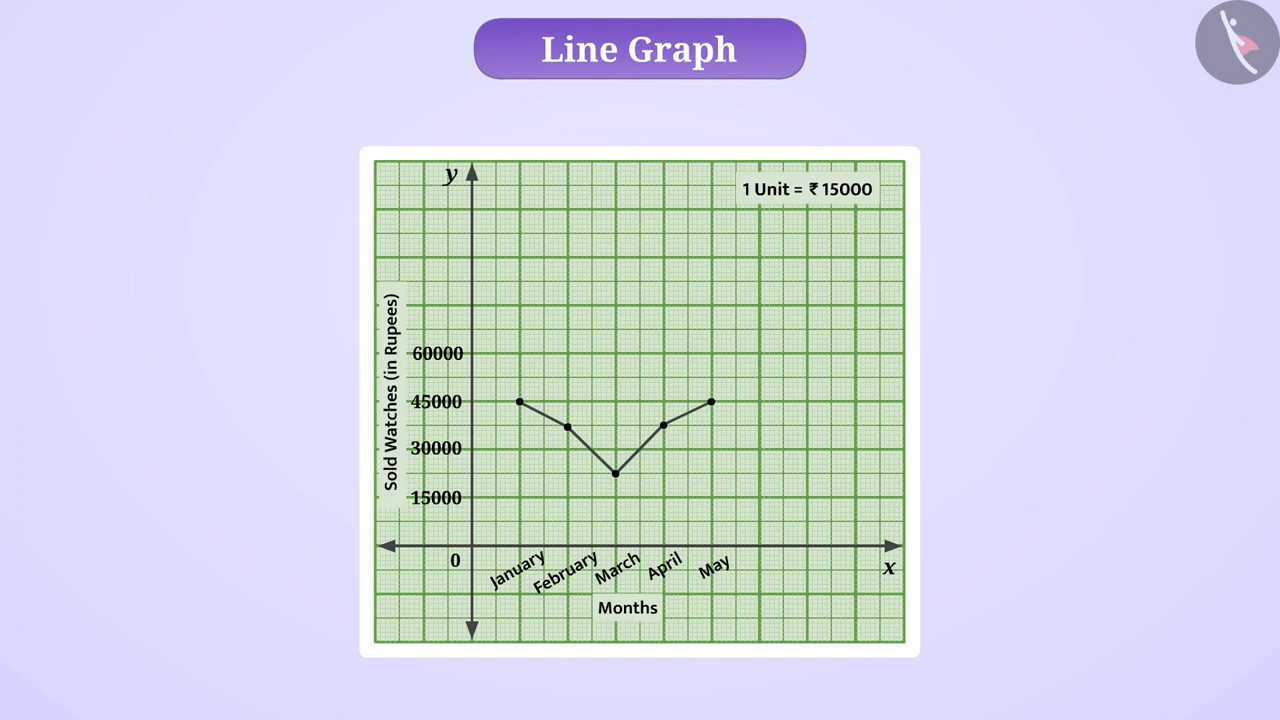 Line Graph
y
1 Unit = ₹ 15000
Sold Watches (in Rupees)
60000
45000
30000
15000
0
January
February
March
April
May
x
Months